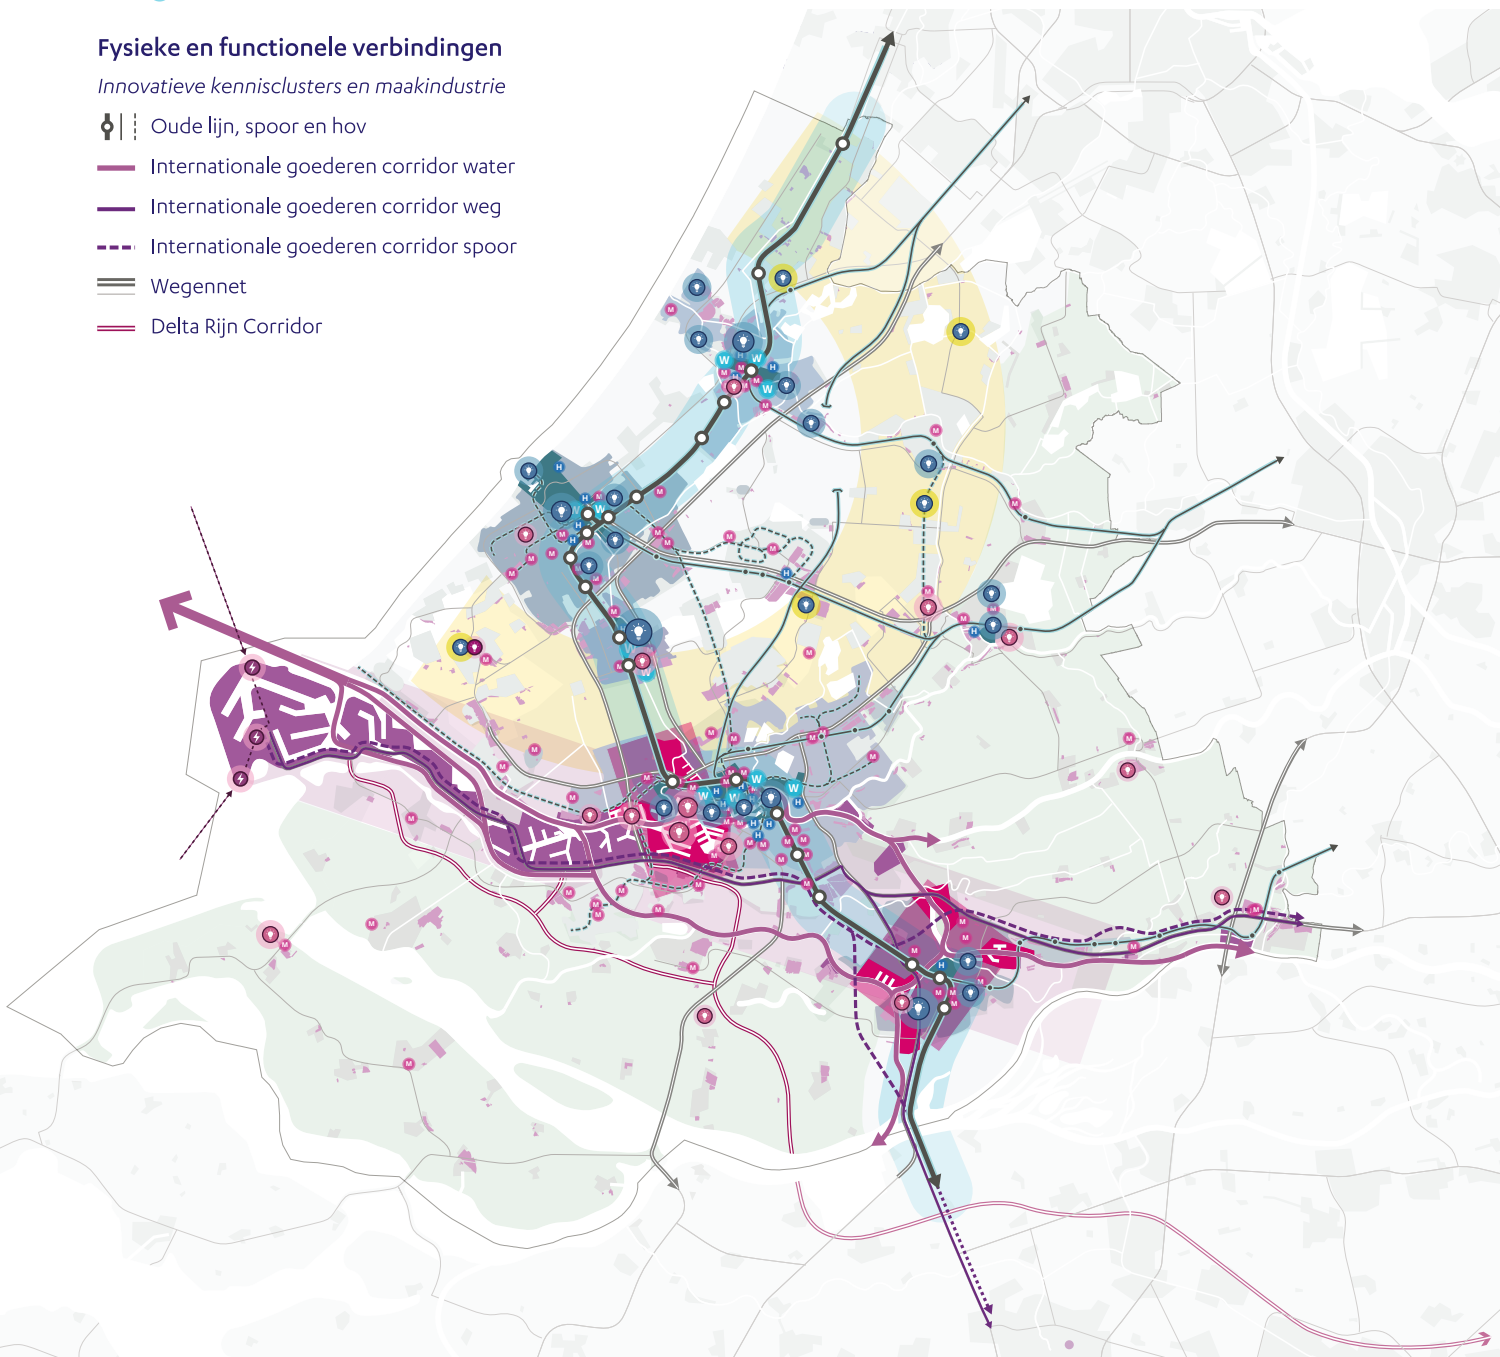 Fysieke en functionele verbindingen
Innovatieve kennisclusters en maakindustrie
Oude lijn, spoor en hov
Internationale goederen corridor water
Internationale goederen corridor weg
Internationale goederen corridor spoor
Wegennet
Delta Rijn Corridor